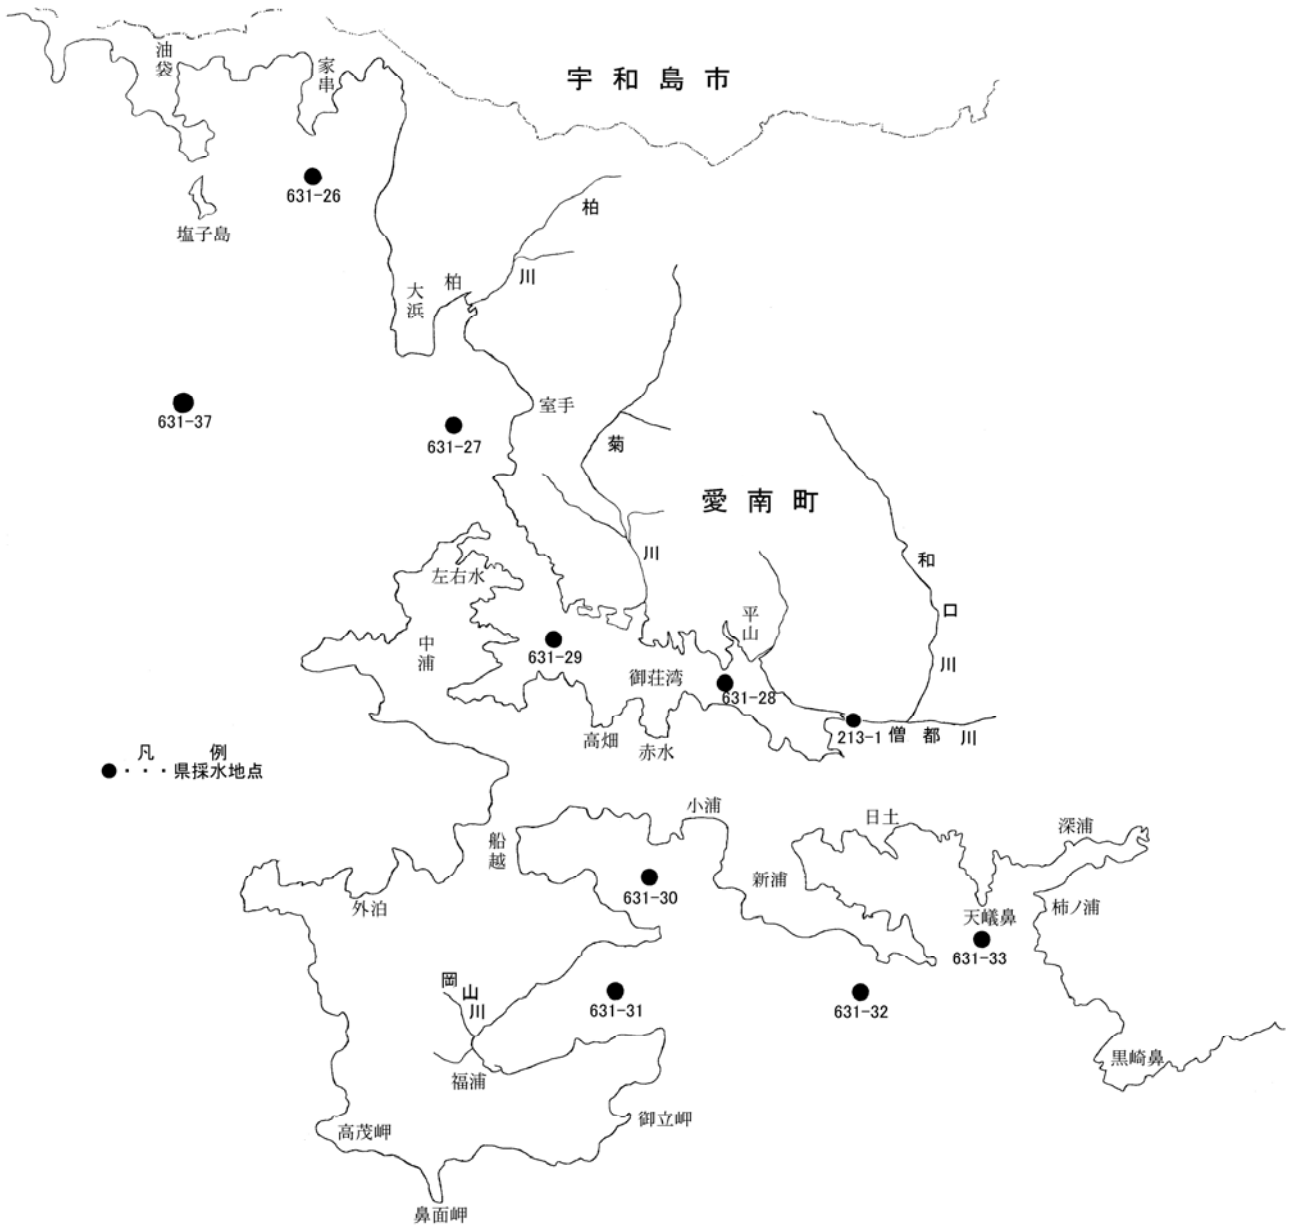 油袋
家串
宇和島市
631-26
塩子島
柏
川
柏
大浜
631-37
631-27
室手
菊
川
愛南町
和
口
川
左右水
中浦
平山
631-29
御荘湾
631-28
213-1
僧都川
高畑
赤水
凡例
●・・・県採水地点
船越
小浦
日土
深浦
新浦
外泊
631-30
天嶬鼻
柿ノ浦
631-33
岡山川
631-31
631-32
福浦
黒崎鼻
高茂岬
御立岬
鼻面岬